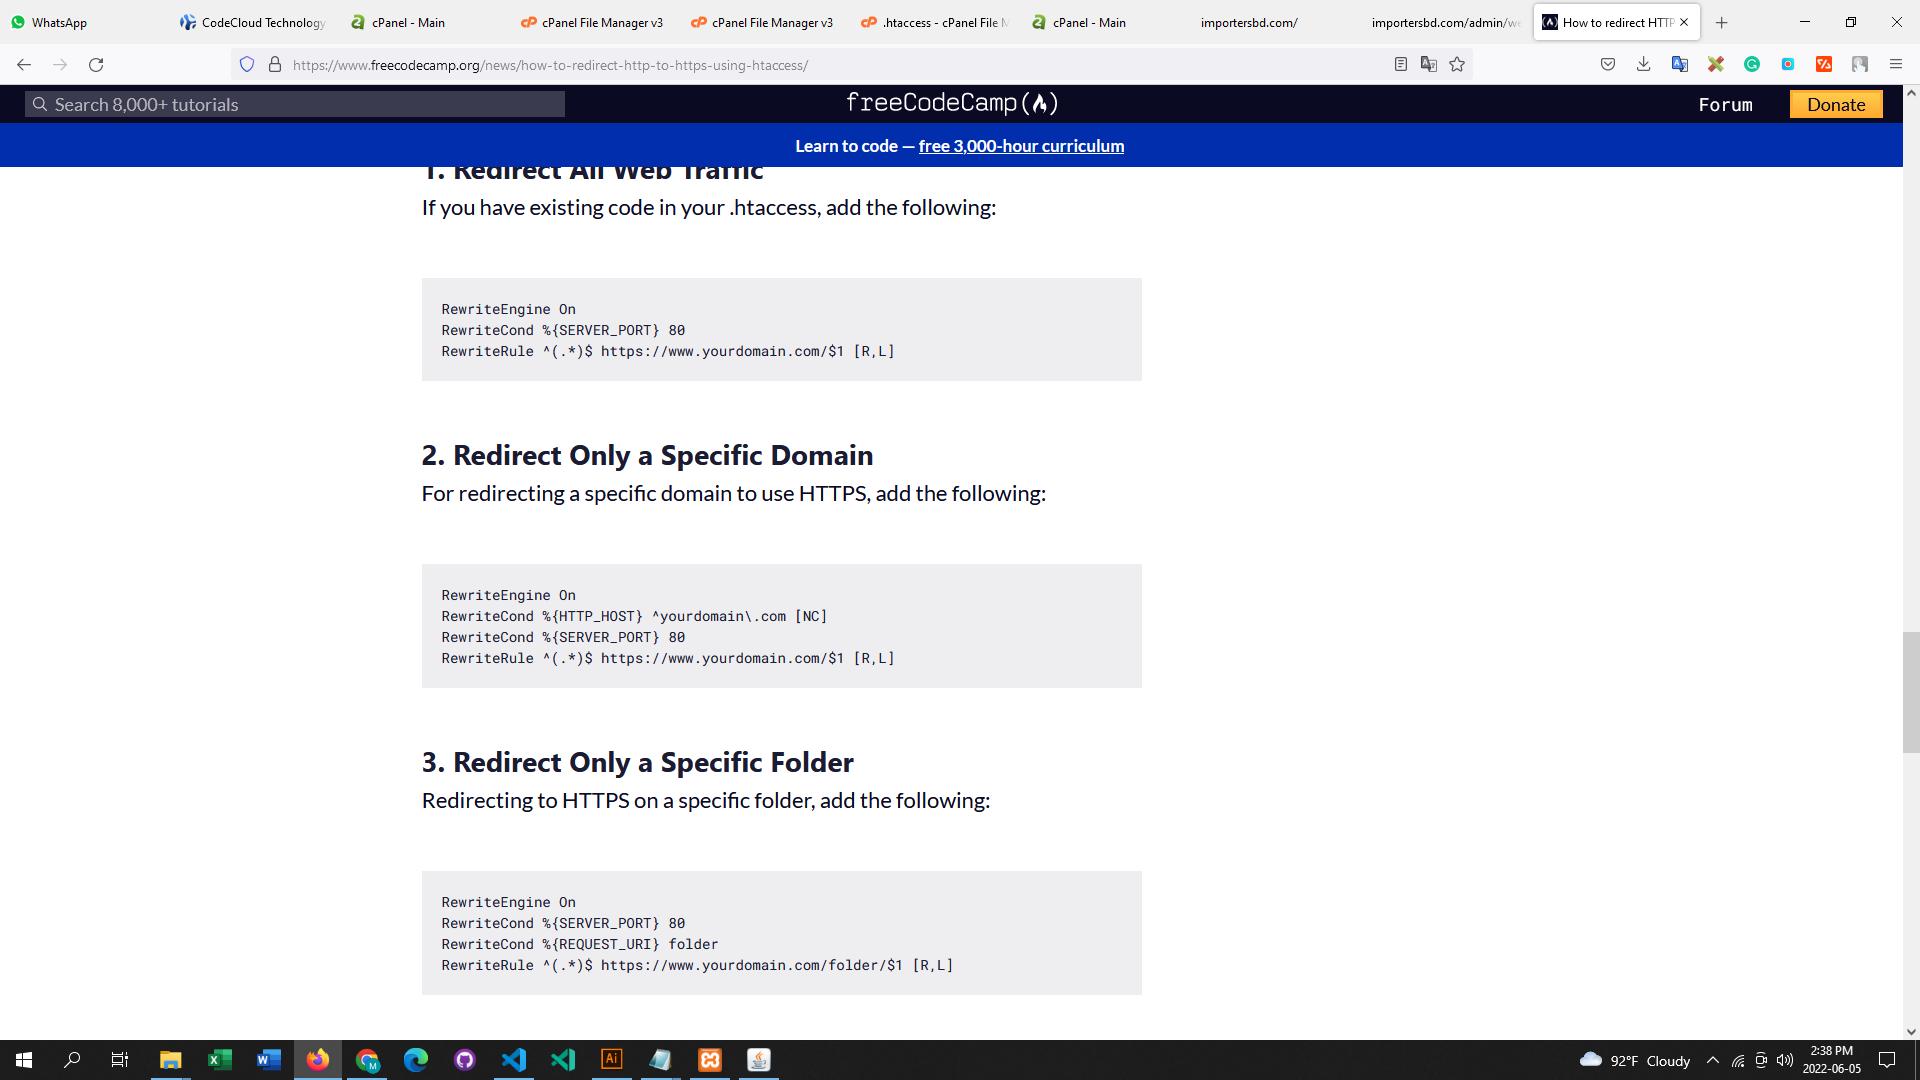 WhatsApp
CodeCloud Technology
cPanel - Main
cPanel File Manager v3
cPanel File Manager v3
.htaccess - cPanel File M
cPanel - Main
importersbd.com/
importersbd.com/admin/we
How to redirect HTTP
https://www.freecodecamp.org/news/how-to-redirect-http-to-https-using-htaccess/
Search 8,000+ tutorials
freeCodeCamp
Forum
Donate
Learn to code — free 3,000-hour curriculum
1. Redirect All Web Traffic
If you have existing code in your .htaccess, add the following:
RewriteEngine On
RewriteCond %{SERVER_PORT} 80
RewriteRule ^(.*)$ https://www.yourdomain.com/$1 [R,L]
2. Redirect Only a Specific Domain
For redirecting a specific domain to use HTTPS, add the following:
RewriteEngine On
RewriteCond %{HTTP_HOST} ^yourdomain\.com [NC]
RewriteCond %{SERVER_PORT} 80
RewriteRule ^(.*)$ https://www.yourdomain.com/$1 [R,L]
3. Redirect Only a Specific Folder
Redirecting to HTTPS on a specific folder, add the following:
RewriteEngine On
RewriteCond %{SERVER_PORT} 80
RewriteCond %{REQUEST_URI} folder
RewriteRule ^(.*)$ https://www.yourdomain.com/folder/$1 [R,L]
92°F Cloudy
2:38 PM
2022-06-05